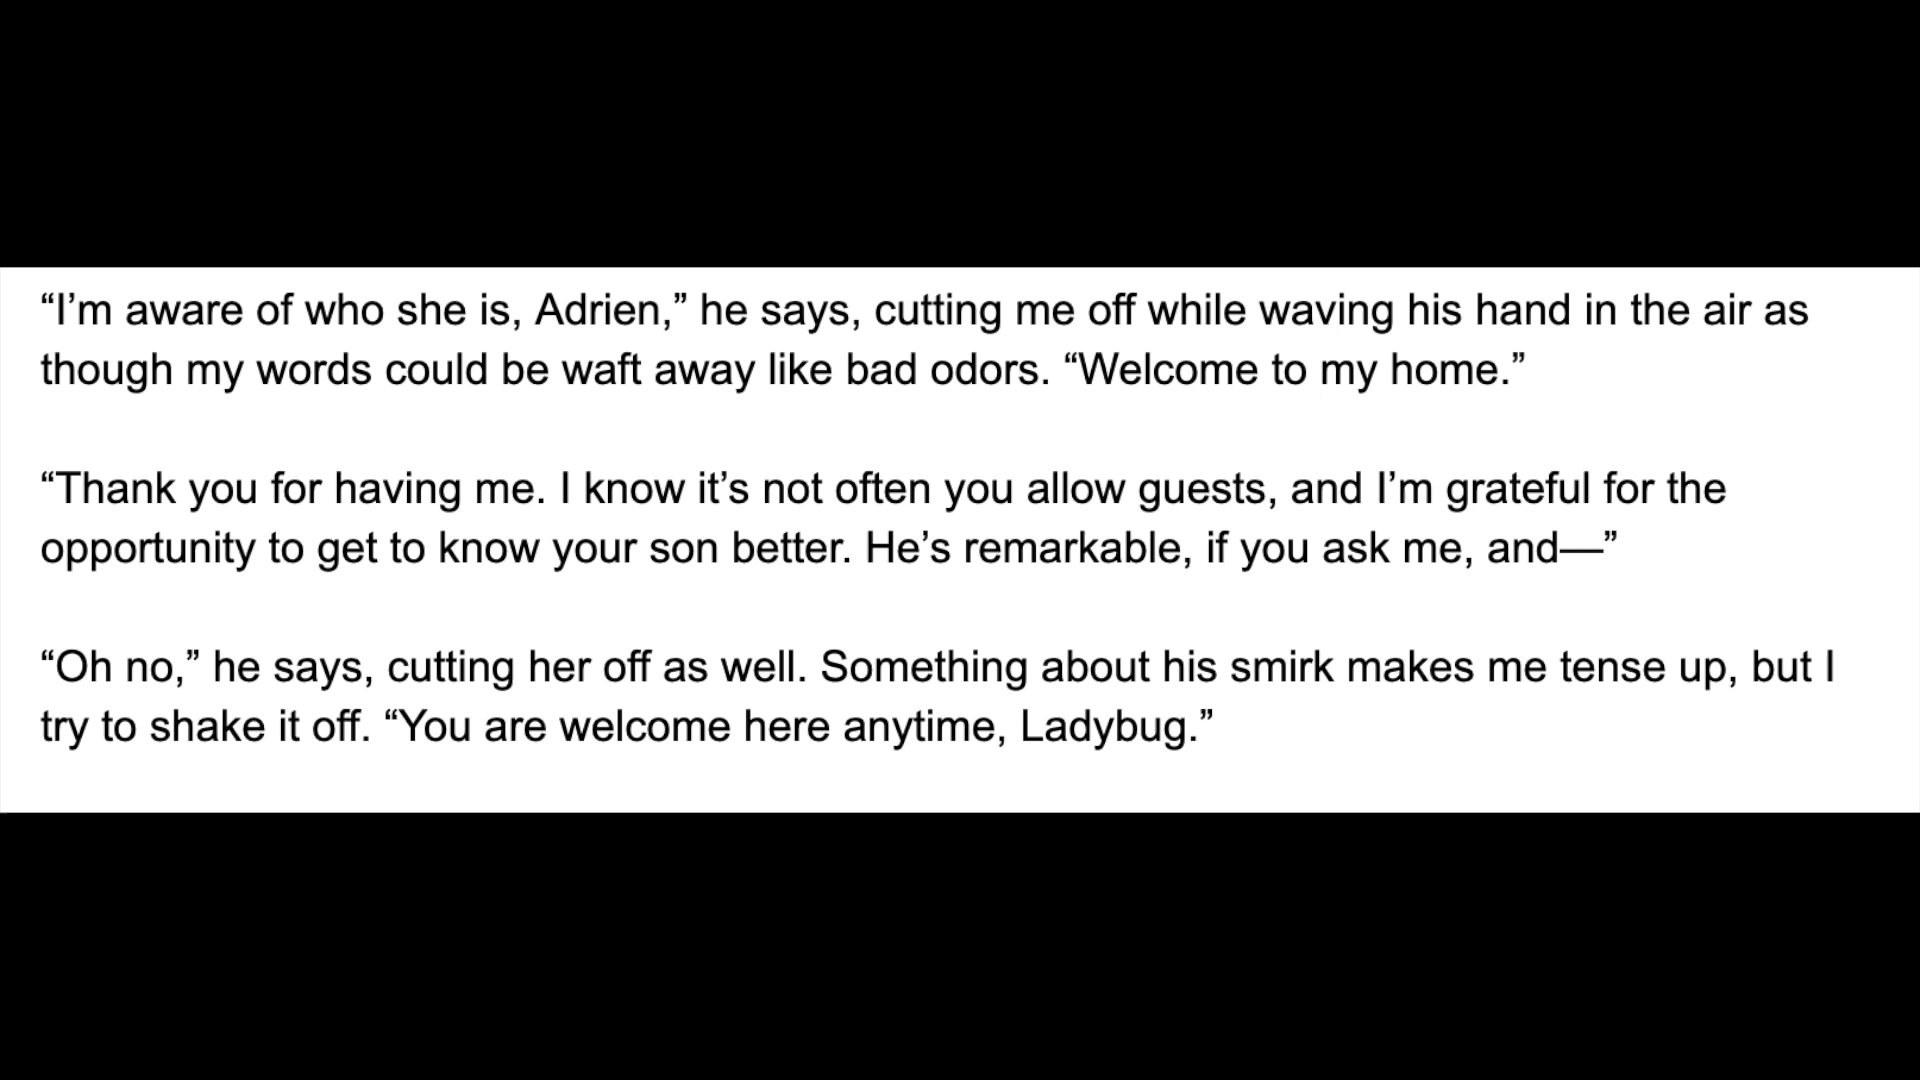 “I’m aware of who she is, Adrien,” he says, cutting me off while waving his hand in the air as
though my words could be waft away like bad odors. “Welcome to my home.”
“Thank you for having me. I know it’s not often you allow guests, and I’m grateful for the
opportunity to get to know your son better. He’s remarkable, if you ask me, and—”
“Oh no,” he says, cutting her off as well. Something about his smirk makes me tense up, but I
try to shake it off. “You are welcome here anytime, Ladybug.”